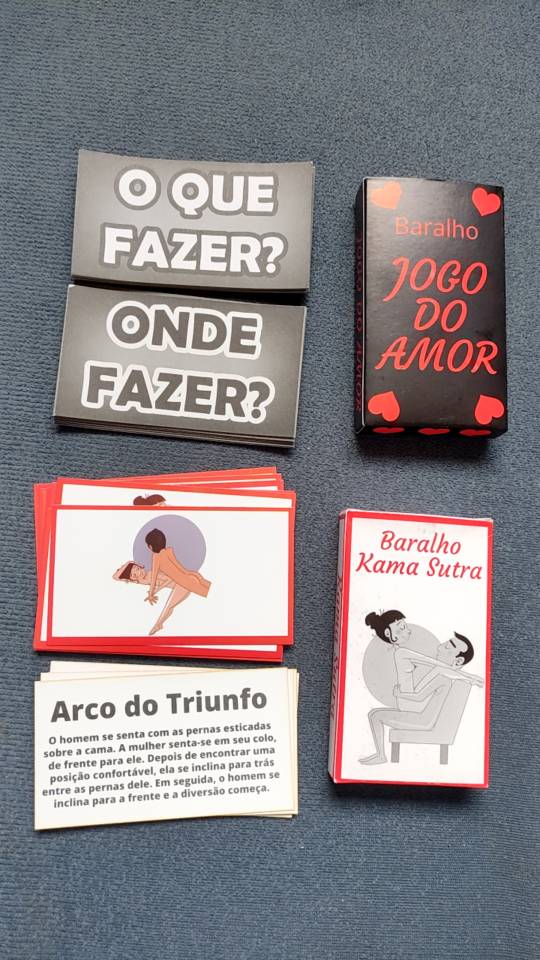 O QUE
FAZER?
ONDE
FAZER?
Baralho
JOGO
DO
AMOR
JOGO DO AMOR
Baralho
Kama Sutra
Arco do Triunfo
O homem se senta com as pernas esticadas
sobre a cama. A mulher senta-se em seu colo,
de frente para ele. Depois de encontrar uma
posição confortável, ela se inclina para trás
entre as pernas dele. Em seguida, o homem se
inclina para a frente e a diversão começa.